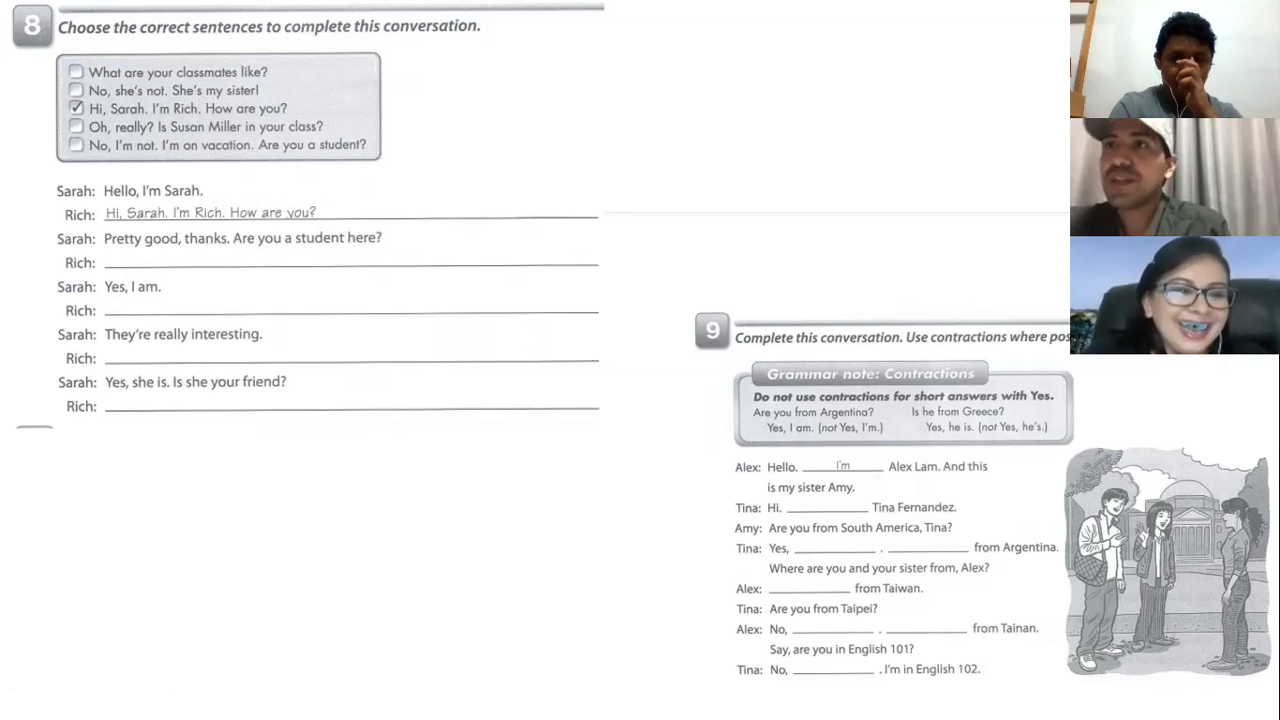 8 Choose the correct sentences to complete this conversation.
What are your classmates like?
No, she's not. She's my sister!
Hi, Sarah. I'm Rich. How are you?
Oh, really? Is Susan Miller in your class?
No, I'm not. I'm on vacation. Are you a student?
Sarah: Hello, I'm Sarah.
Rich: Hi, Sarah. I'm Rich. How are you?
Sarah: Pretty good, thanks. Are you a student here?
Rich:
Sarah: Yes, I am.
Rich:
Sarah: They're really interesting.
Rich:
Sarah: Yes, she is. Is she your friend?
Rich:
9 Complete this conversation. Use contractions where pos
Grammar note: Contractions
Do not use contractions for short answers with Yes.
Are you from Argentina? Is he from Greece?
Yes, I am. (not Yes, I'm.) Yes, he is. (not Yes, he's.)
Alex: Hello. I'm Alex Lam. And this
is my sister Amy.
Tina: Hi. Tina Fernandez.
Amy: Are you from South America, Tina?
Tina: Yes, . from Argentina.
Where are you and your sister from, Alex?
Alex: from Taiwan.
Tina: Are you from Taipei?
Alex: No, . from Tainan.
Say, are you in English 101?
Tina: No, . I'm in English 102.